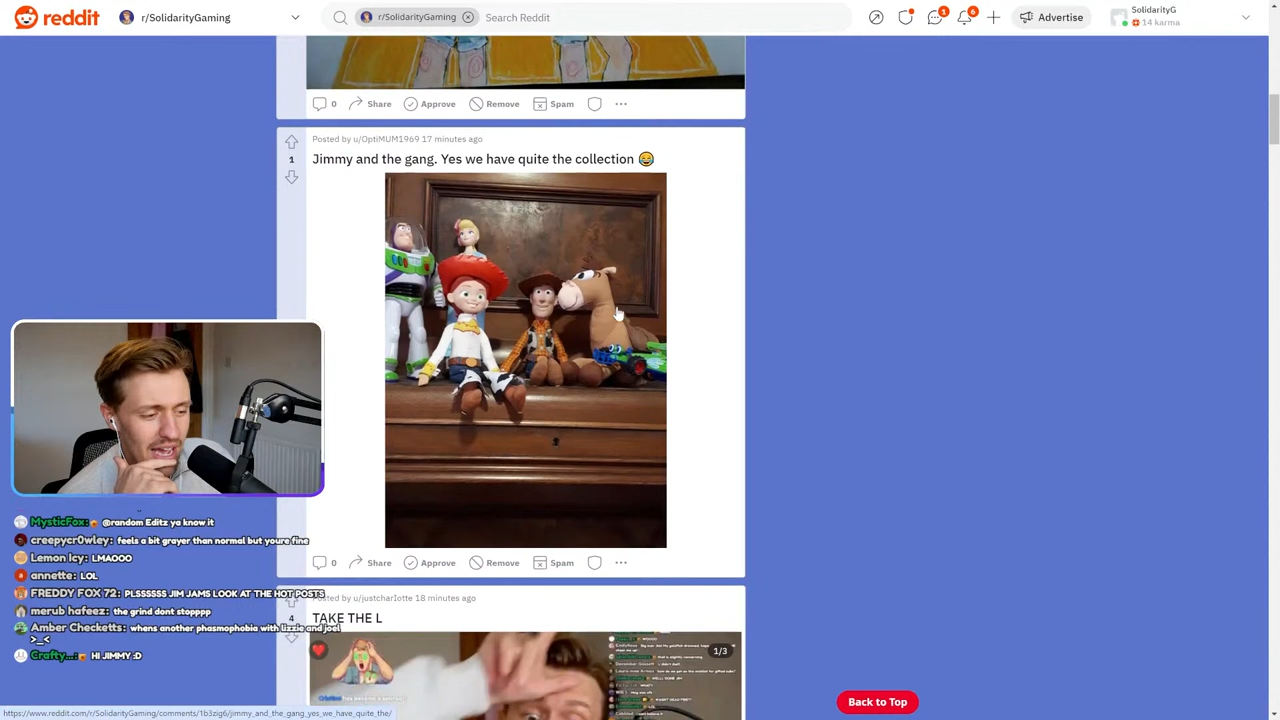 reddit
r/SolidarityGaming
r/SolidarityGaming
Search Reddit
1
6
Advertise
SolidarityG
14 karma
0 Share Approve Remove Spam
Posted by u/OptiMUM1969 17 minutes ago
1
Jimmy and the gang. Yes we have quite the collection 😂
MysticFox: @random Editz ya know it
creepycr0wley: feels a bit grayer than normal but youre fine
Lemon Icy: LMAOOO
annette: LOL
FREDDY FOX 72: PLSSSSSS JIM JAMS LOOK AT THE HOT POSTS
merub hafeez: the grind dont stopppp
Amber Checketts: whens another phasmophobia with lizzie and joel
>_<
Crafty...: HI JIMMY :D
0 Share Approve Remove Spam
Posted by u/justcharlotte 18 minutes ago
4
TAKE THE L
1/3
Back to Top
https://www.reddit.com/r/SolidarityGaming/comments/1b3zig6/jimmy_and_the_gang_yes_we_have_quite_the/